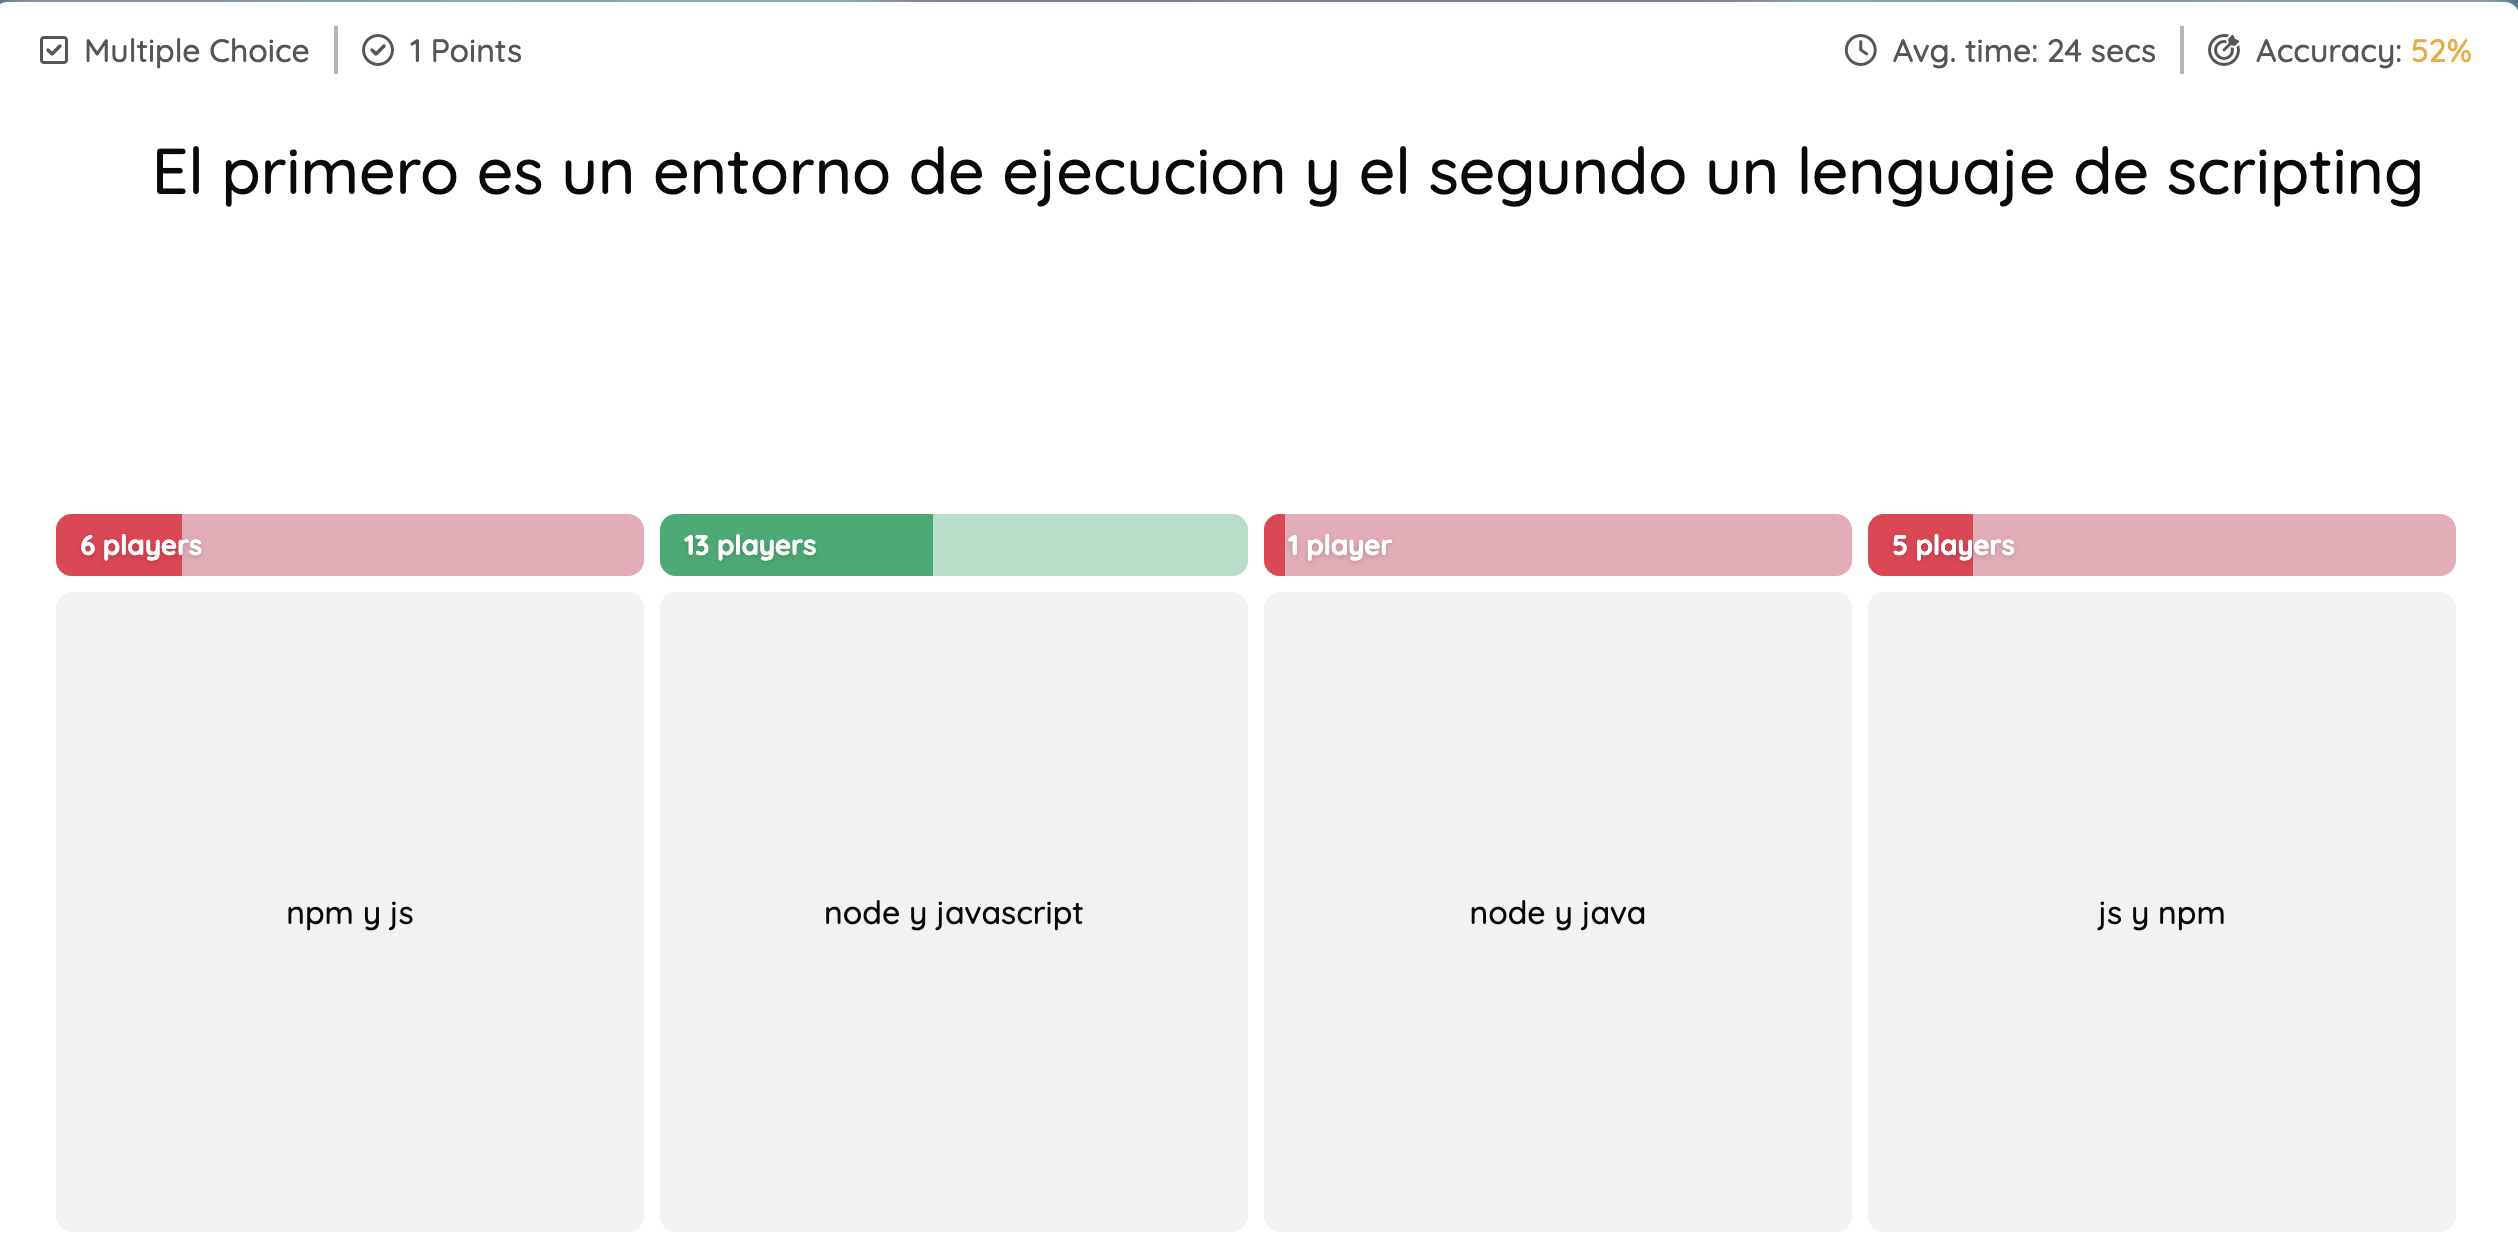 Multiple Choice
1 Points
Avg. time: 24 secs
Accuracy: 52%
El primero es un entorno de ejecucion y el segundo un lenguaje de scripting
6 players
13 players
1 player
5 players
npm y js
node y javascript
node y java
js y npm